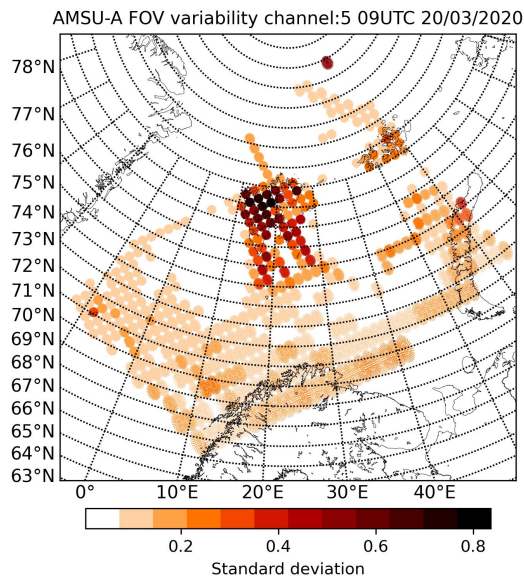 AMSU-A FOV variability channel:5 09UTC 20/03/2020
78°N
77°N
76°N
75°N
74°N
73°N
72°N
71°N
70°N
69°N
68°N
67°N
66°N
65°N
64°N
63°N
0° 10°E 20°E 30°E 40°E
0.2 0.4 0.6 0.8
Standard deviation